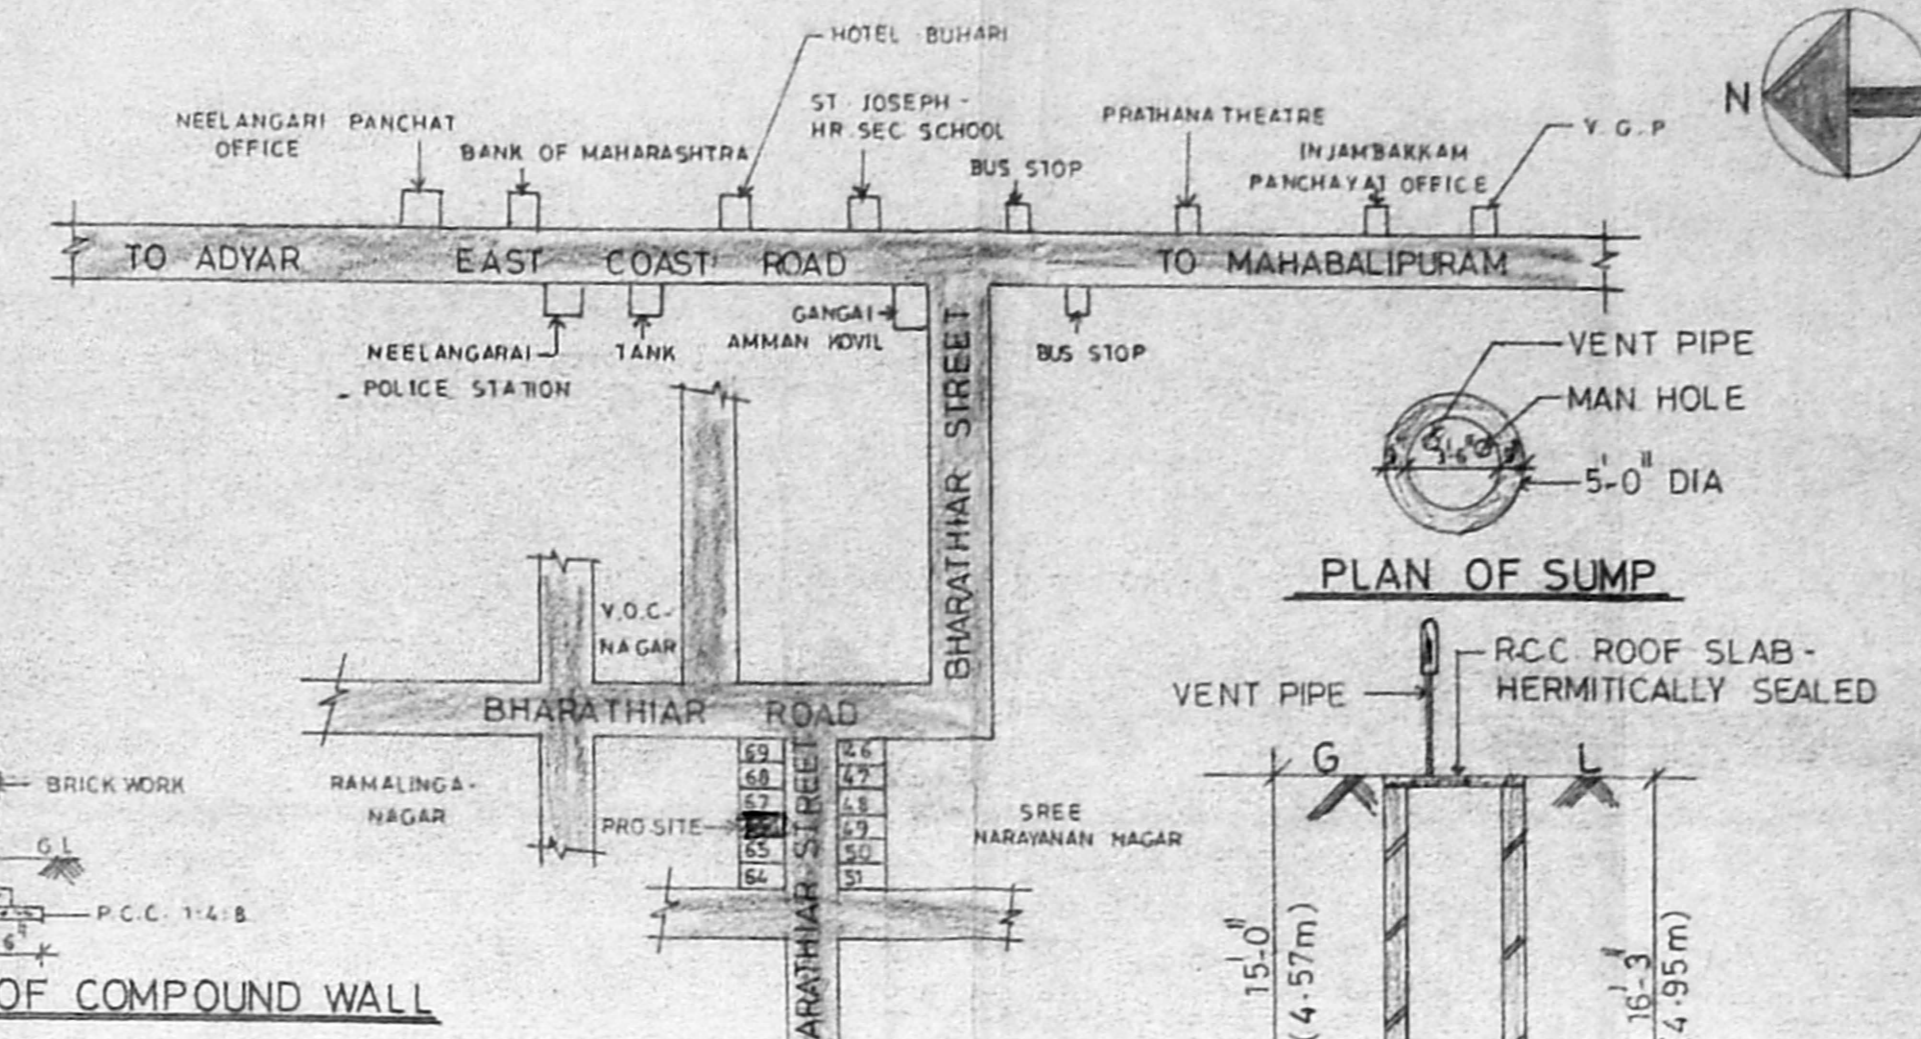 HOTEL BUHARI
ST. JOSEPH -
HR. SEC. SCHOOL
NEELANGARI PANCHAT
OFFICE
BANK OF MAHARASHTRA
BUS STOP
PRATHANA THEATRE
INJAMBAKKAM
PANCHAYAT OFFICE
V. G. P
N
TO ADYAR
EAST COAST ROAD
TO MAHABALIPURAM
NEELANGARAI
POLICE STATION
TANK
GANGAI
AMMAN KOVIL
BUS STOP
BHARATHIAR STREET
VENT PIPE
MAN HOLE
5'-0" DIA
PLAN OF SUMP
V.O.C-
NAGAR
BHARATHIAR ROAD
RAMALINGA-
NAGAR
PRO SITE
69
68
67
65
64
BHARATHIAR STREET
46
47
48
49
50
51
SREE
NARAYANAN NAGAR
VENT PIPE
R.C.C ROOF SLAB-
HERMITICALLY SEALED
G L
15'-0"
(4.57m)
16'-3"
4.95m)
BRICK WORK
G L
P.C.C. 1:4:8
6"
OF COMPOUND WALL